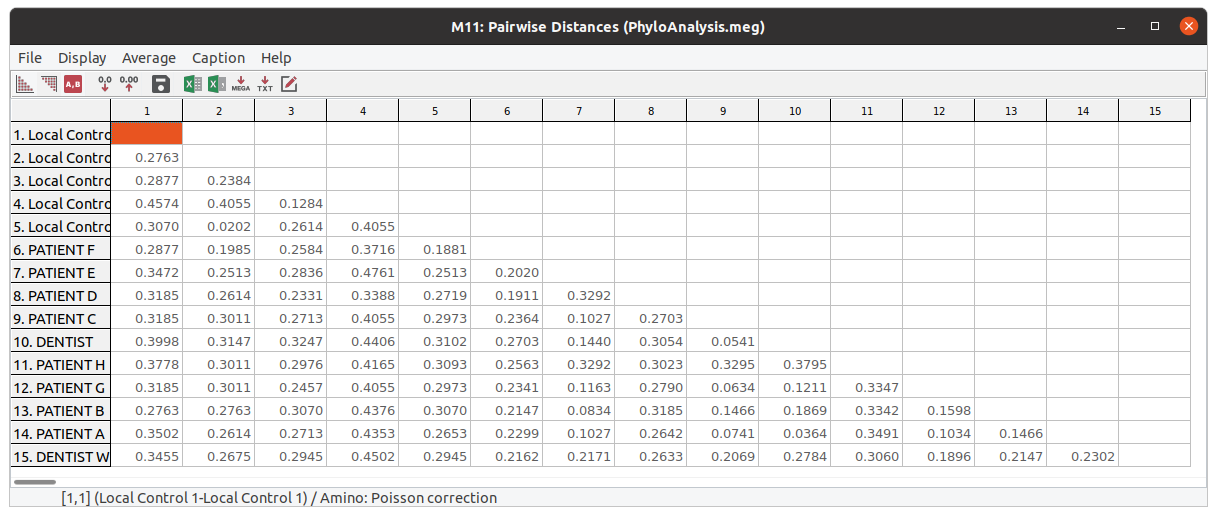 M11: Pairwise Distances (PhyloAnalysis.meg)
File Display Average Caption Help
A,B 0,0 0.00 X X MEGA TXT
1 2 3 4 5 6 7 8 9 10 11 12 13 14 15
1. Local Contro
2. Local Contro 0.2763
3. Local Contro 0.2877 0.2384
4. Local Contro 0.4574 0.4055 0.1284
5. Local Contro 0.3070 0.0202 0.2614 0.4055
6. PATIENT F 0.2877 0.1985 0.2584 0.3716 0.1881
7. PATIENT E 0.3472 0.2513 0.2836 0.4761 0.2513 0.2020
8. PATIENT D 0.3185 0.2614 0.2331 0.3388 0.2719 0.1911 0.3292
9. PATIENT C 0.3185 0.3011 0.2713 0.4055 0.2973 0.2364 0.1027 0.2703
10. DENTIST 0.3998 0.3147 0.3247 0.4406 0.3102 0.2703 0.1440 0.3054 0.0541
11. PATIENT H 0.3778 0.3011 0.2976 0.4165 0.3093 0.2563 0.3292 0.3023 0.3295 0.3795
12. PATIENT G 0.3185 0.3011 0.2457 0.4055 0.2973 0.2341 0.1163 0.2790 0.0634 0.1211 0.3347
13. PATIENT B 0.2763 0.2763 0.3070 0.4376 0.3070 0.2147 0.0834 0.3185 0.1466 0.1869 0.3342 0.1598
14. PATIENT A 0.3502 0.2614 0.2713 0.4353 0.2653 0.2299 0.1027 0.2642 0.0741 0.0364 0.3491 0.1034 0.1466
15. DENTIST W 0.3455 0.2675 0.2945 0.4502 0.2945 0.2162 0.2171 0.2633 0.2069 0.2784 0.3060 0.1896 0.2147 0.2302
[1,1] (Local Control 1-Local Control 1) / Amino: Poisson correction